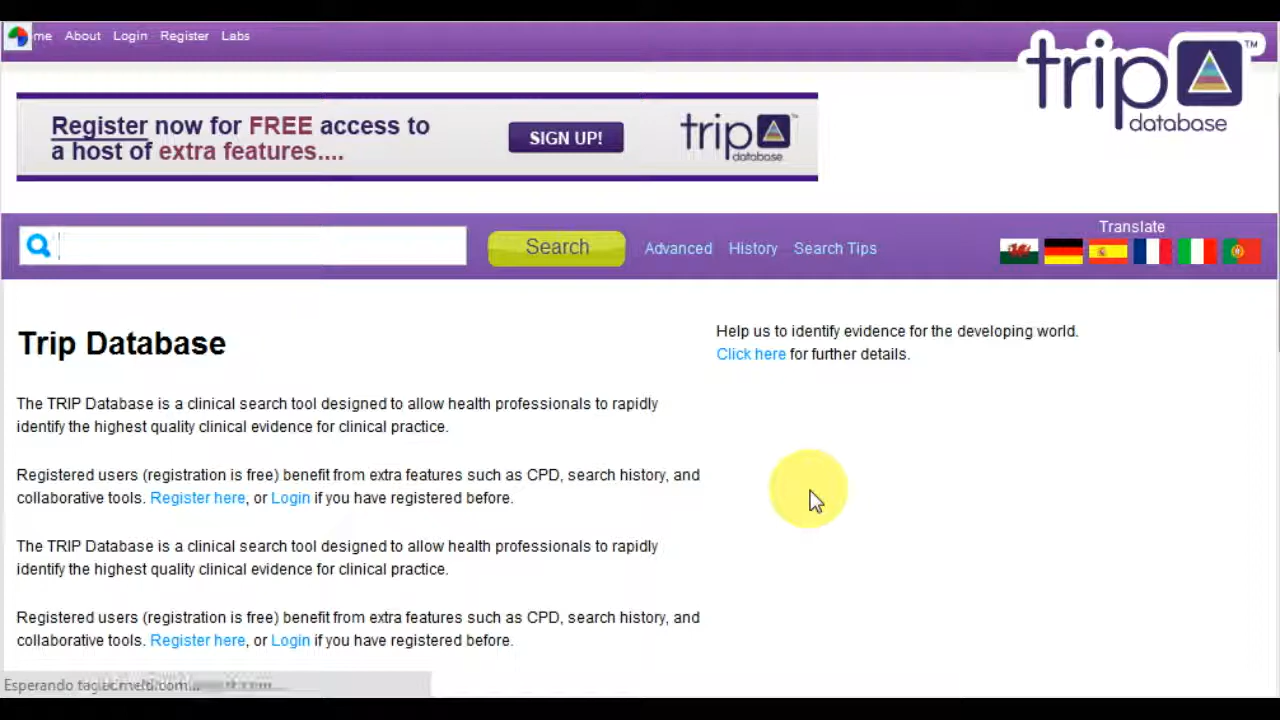 me About Login Register Labs
trip TM
database
Register now for FREE access to
a host of extra features....
SIGN UP!
trip TM
database
Search
Advanced History Search Tips
Translate
Trip Database
The TRIP Database is a clinical search tool designed to allow health professionals to rapidly
identify the highest quality clinical evidence for clinical practice.
Registered users (registration is free) benefit from extra features such as CPD, search history, and
collaborative tools. Register here, or Login if you have registered before.
The TRIP Database is a clinical search tool designed to allow health professionals to rapidly
identify the highest quality clinical evidence for clinical practice.
Registered users (registration is free) benefit from extra features such as CPD, search history, and
collaborative tools. Register here, or Login if you have registered before.
Help us to identify evidence for the developing world.
Click here for further details.
Esperando